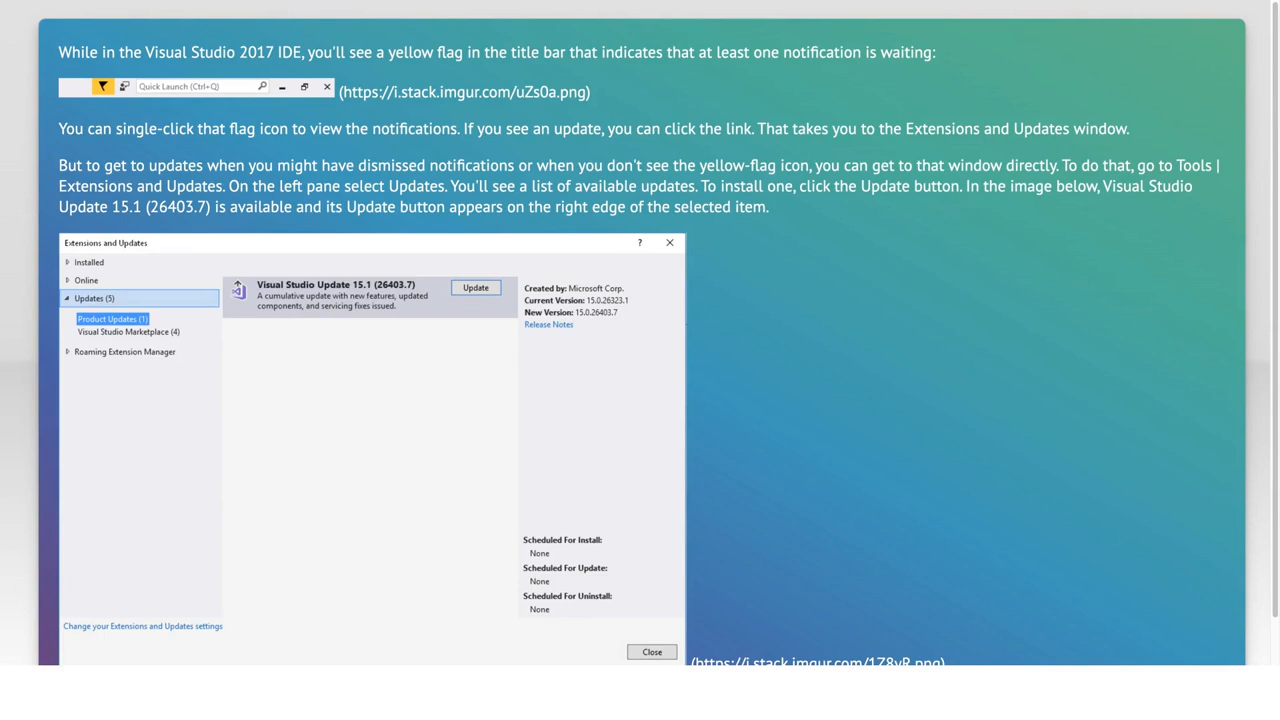 While in the Visual Studio 2017 IDE, you'll see a yellow flag in the title bar that indicates that at least one notification is waiting:
Quick Launch (Ctrl+Q)
(https://i.stack.imgur.com/uZs0a.png)
You can single-click that flag icon to view the notifications. If you see an update, you can click the link. That takes you to the Extensions and Updates window.
But to get to updates when you might have dismissed notifications or when you don't see the yellow-flag icon, you can get to that window directly. To do that, go to Tools |
Extensions and Updates. On the left pane select Updates. You'll see a list of available updates. To install one, click the Update button. In the image below, Visual Studio
Update 15.1 (26403.7) is available and its Update button appears on the right edge of the selected item.
Extensions and Updates
?
Installed
Online
Updates (5)
Product Updates (1)
Visual Studio Marketplace (4)
Roaming Extension Manager
Visual Studio Update 15.1 (26403.7)
A cumulative update with new features, updated
components, and servicing fixes issued.
Update
Created by: Microsoft Corp.
Current Version: 15.0.26323.1
New Version: 15.0.26403.7
Release Notes
Scheduled For Install:
None
Scheduled For Update:
None
Scheduled For Uninstall:
None
Change your Extensions and Updates settings
Close
(https://i.stack.imgur.com/1Z8yR.png)